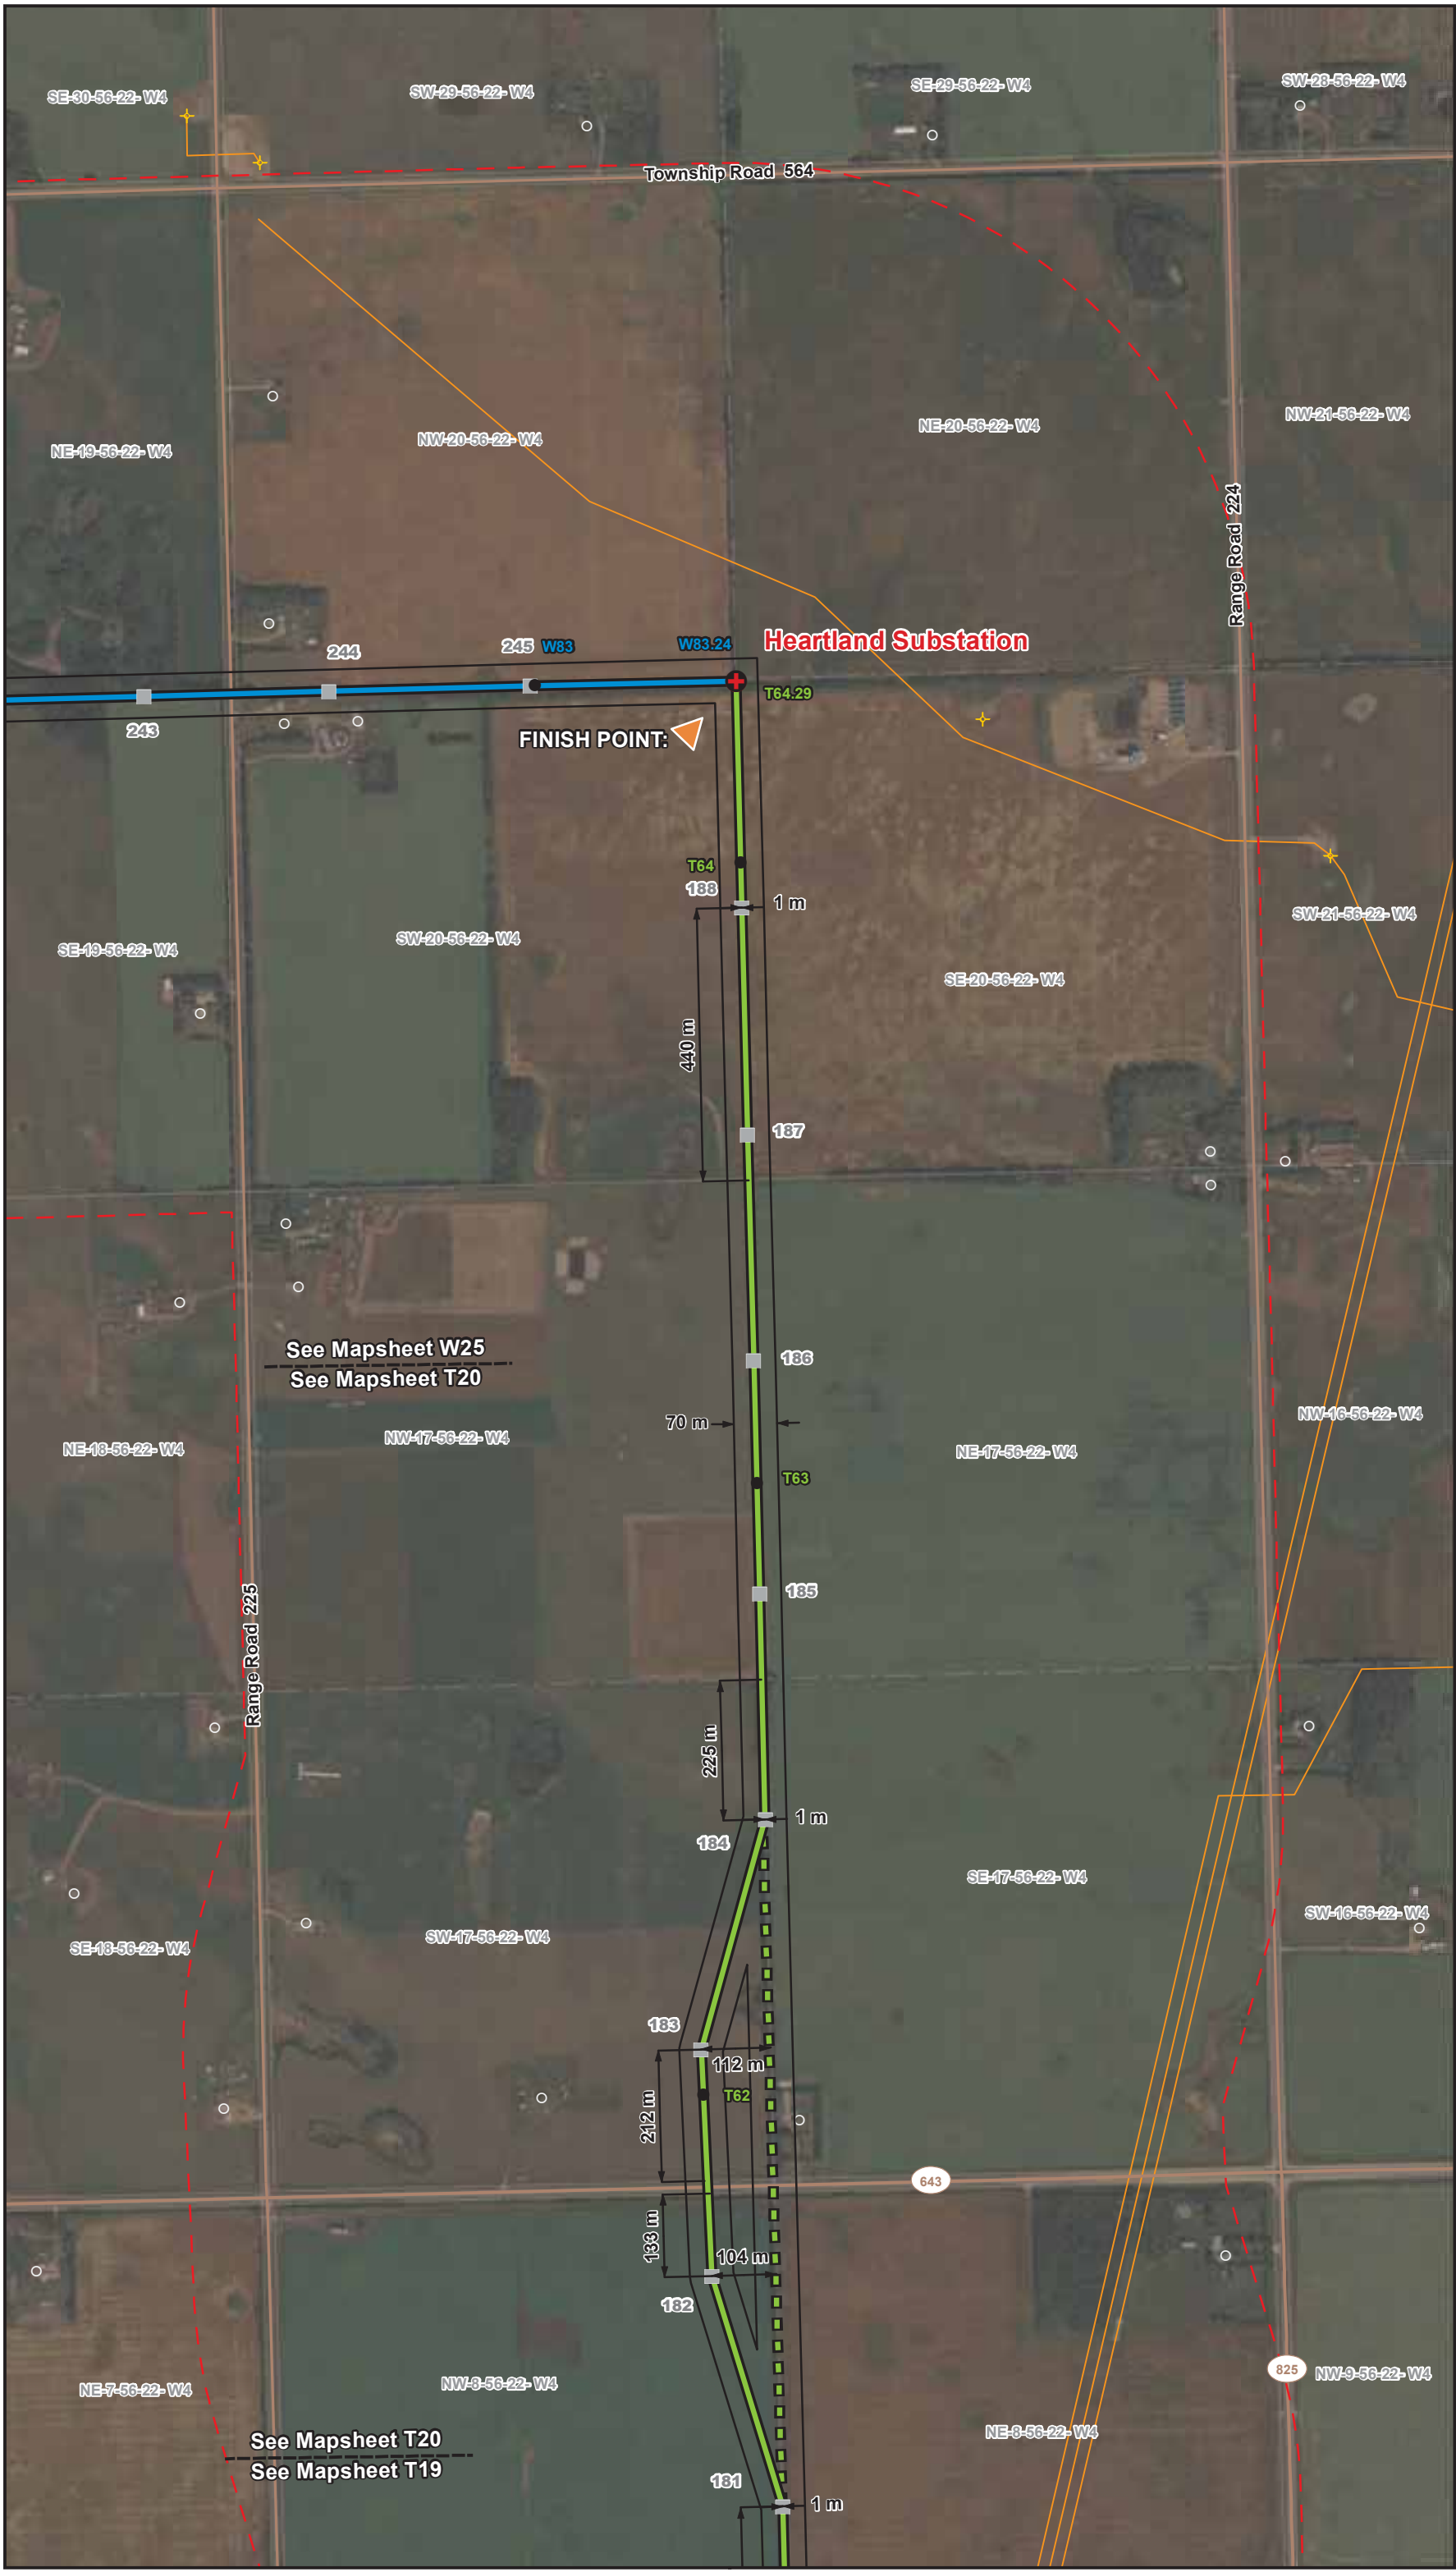 SE-30-56-22- W4
SW-29-56-22- W4
SE-29-56-22- W4
SW-28-56-22- W4
Township Road 564
NE-19-56-22- W4
NW-20-56-22- W4
NE-20-56-22- W4
NW-21-56-22- W4
Range Road 224
243
244
245 W83
W83.24
Heartland Substation
T64.29
FINISH POINT:
T64
188
1 m
SE-19-56-22- W4
SW-20-56-22- W4
SE-20-56-22- W4
SW-21-56-22- W4
440 m
187
See Mapsheet W25
See Mapsheet T20
186
70 m
NE-18-56-22- W4
NW-17-56-22- W4
NE-17-56-22- W4
NW-16-56-22- W4
T63
185
Range Road 225
225 m
184
1 m
SE-18-56-22- W4
SW-17-56-22- W4
SE-17-56-22- W4
SW-16-56-22- W4
183
112 m
T62
212 m
643
133 m
104 m
182
NE-7-56-22- W4
NW-8-56-22- W4
NE-8-56-22- W4
825
NW-9-56-22- W4
See Mapsheet T20
See Mapsheet T19
181
1 m